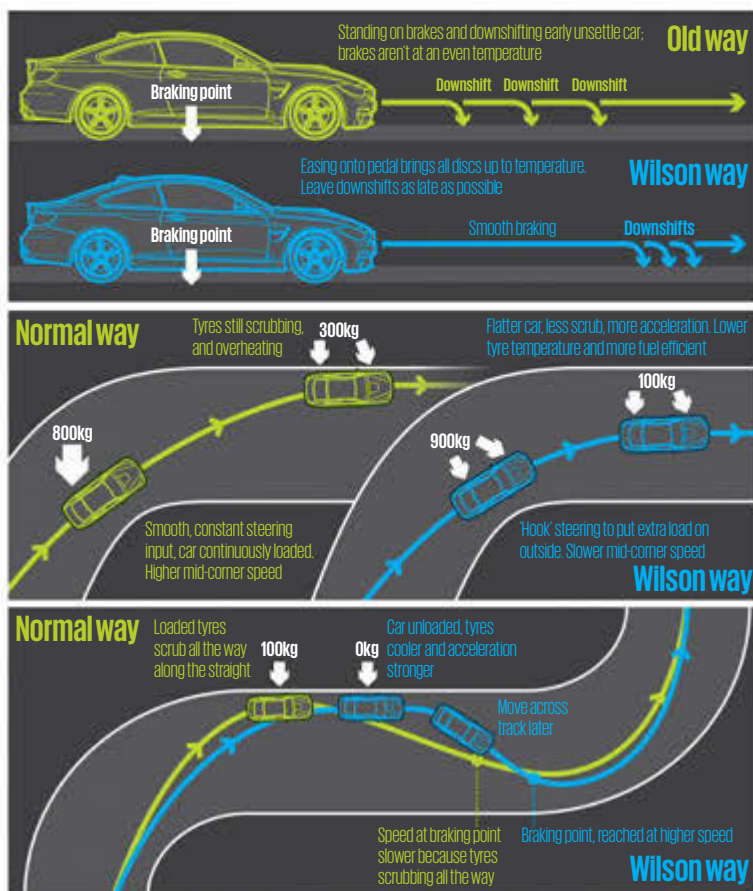 Standing on brakes and downshifting early unsettle car;
brakes aren't at an even temperature
Old way
Braking point
Downshift Downshift Downshift
Easing onto pedal brings all discs up to temperature.
Leave downshifts as late as possible
Wilson way
Braking point
Smooth braking
Downshifts
Normal way
Tyres still scrubbing,
and overheating
300kg
800kg
Smooth, constant steering
input, car continuously loaded.
Higher mid-corner speed
Flatter car, less scrub, more acceleration. Lower
tyre temperature and more fuel efficient
100kg
900kg
'Hook' steering to put extra load on
outside. Slower mid-corner speed
Wilson way
Normal way
Loaded tyres
scrub all the way
along the straight
100kg
0kg
Car unloaded, tyres
cooler and acceleration
stronger
Move across
track later
Speed at braking point
slower because tyres
scrubbing all the way
Braking point, reached at higher speed
Wilson way